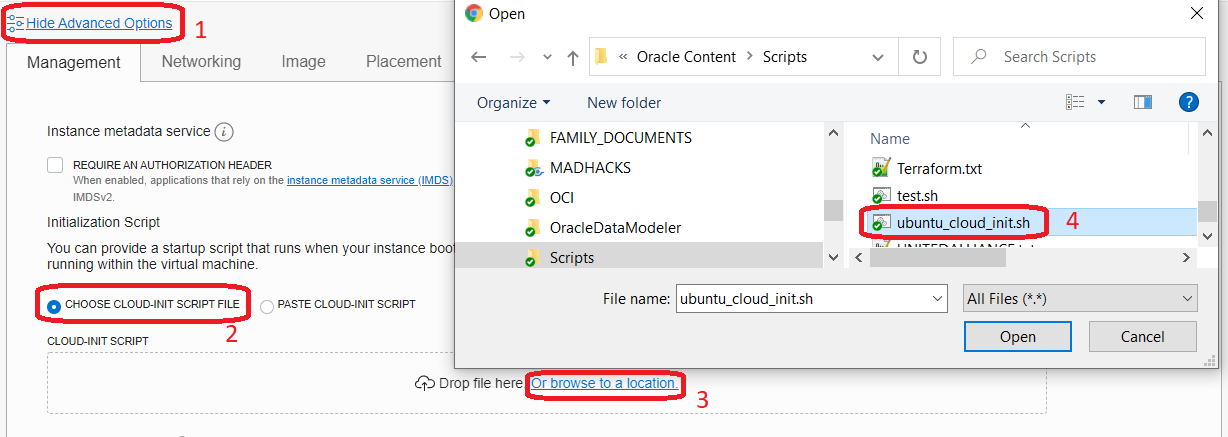 Hide Advanced Options
1
Management
Networking
Image
Placement
Instance metadata service
REQUIRE AN AUTHORIZATION HEADER
When enabled, applications that rely on the instance metadata service (IMDS)
IMDSv2.
Initialization Script
You can provide a startup script that runs when your instance boot
running within the virtual machine.
CHOOSE CLOUD-INIT SCRIPT FILE
PASTE CLOUD-INIT SCRIPT
2
CLOUD-INIT SCRIPT
Drop file here. Or browse to a location.
3
Open
« Oracle Content > Scripts
Search Scripts
Organize
New folder
?
FAMILY_DOCUMENTS
MADHACKS
OCI
OracleDataModeler
Scripts
Name
Terraform.txt
test.sh
ubuntu_cloud_init.sh
4
File name: ubuntu_cloud_init.sh
All Files (*.*)
Open
Cancel